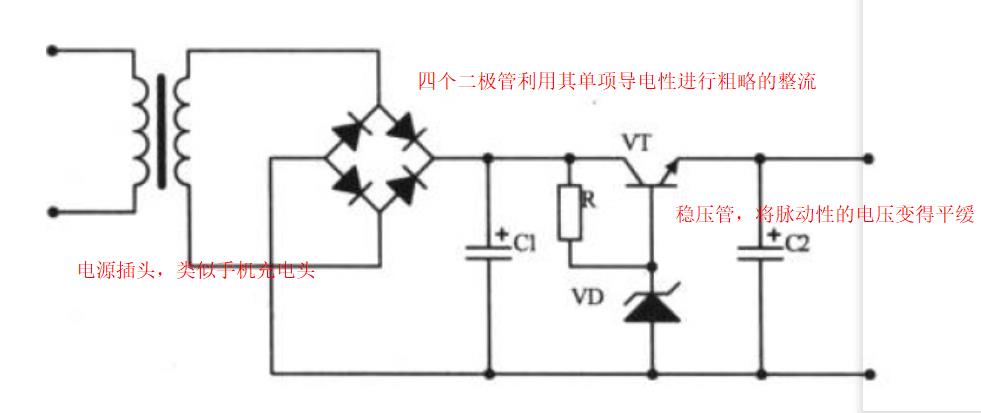 四个二极管利用其单项导电性进行粗略的整流
VT
R
稳压管，将脉动性的电压变得平缓
+
C1
+
C2
电源插头，类似手机充电头
VD